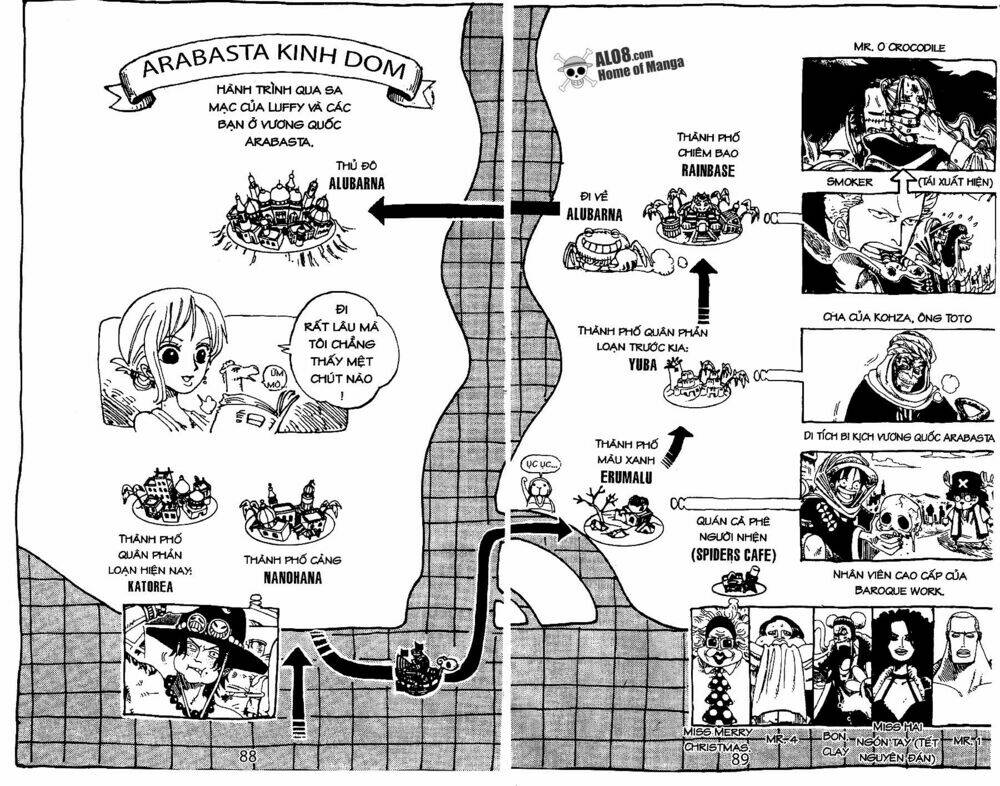 ARABASTA KINH DOM
HÀNH TRÌNH QUA SA
MẠC CỦA LUFFY VÀ CÁC
BẠN Ở VƯƠNG QUỐC
ARABASTA.
THỦ ĐÔ
ALUBARNA
ĐI
RẤT LÂU MÀ
TÔI CHẲNG
THẤY MỆT
CHÚT NÀO
!
ÙM
MÒ
THÀNH PHỐ
QUÂN PHẢN
LOẠN HIỆN NAY:
KATOREA
THÀNH PHỐ CẢNG
NANOHANA
88
AL08.com
Home of Manga
MR. O CROCODILE
THÀNH PHỐ
CHIÊM BAO
RAINBASE
ĐI VỀ
ALUBARNA
SMOKER
(TÁI XUẤT HIỆN)
CHA CỦA KOHZA, ÔNG TOTO
THÀNH PHỐ QUÂN PHẢN
LOẠN TRƯỚC KIA:
YUBA
DI TÍCH BI KỊCH VƯƠNG QUỐC ARABASTA
THÀNH PHỐ
MÀU XANH
ERUMALU
ỤC ỤC...
QUÁN CÀ PHÊ
NGƯỜI NHỆN
(SPIDERS CAFE)
NHÂN VIÊN CAO CẤP CỦA
BAROQUE WORK.
MISS MERRY
CHRISTMAS.
MR. 4
BON.
CLAY
MISS HAI
NGÓN TAY (TẾT
NGUYÊN ĐÁN)
MR. 1
89